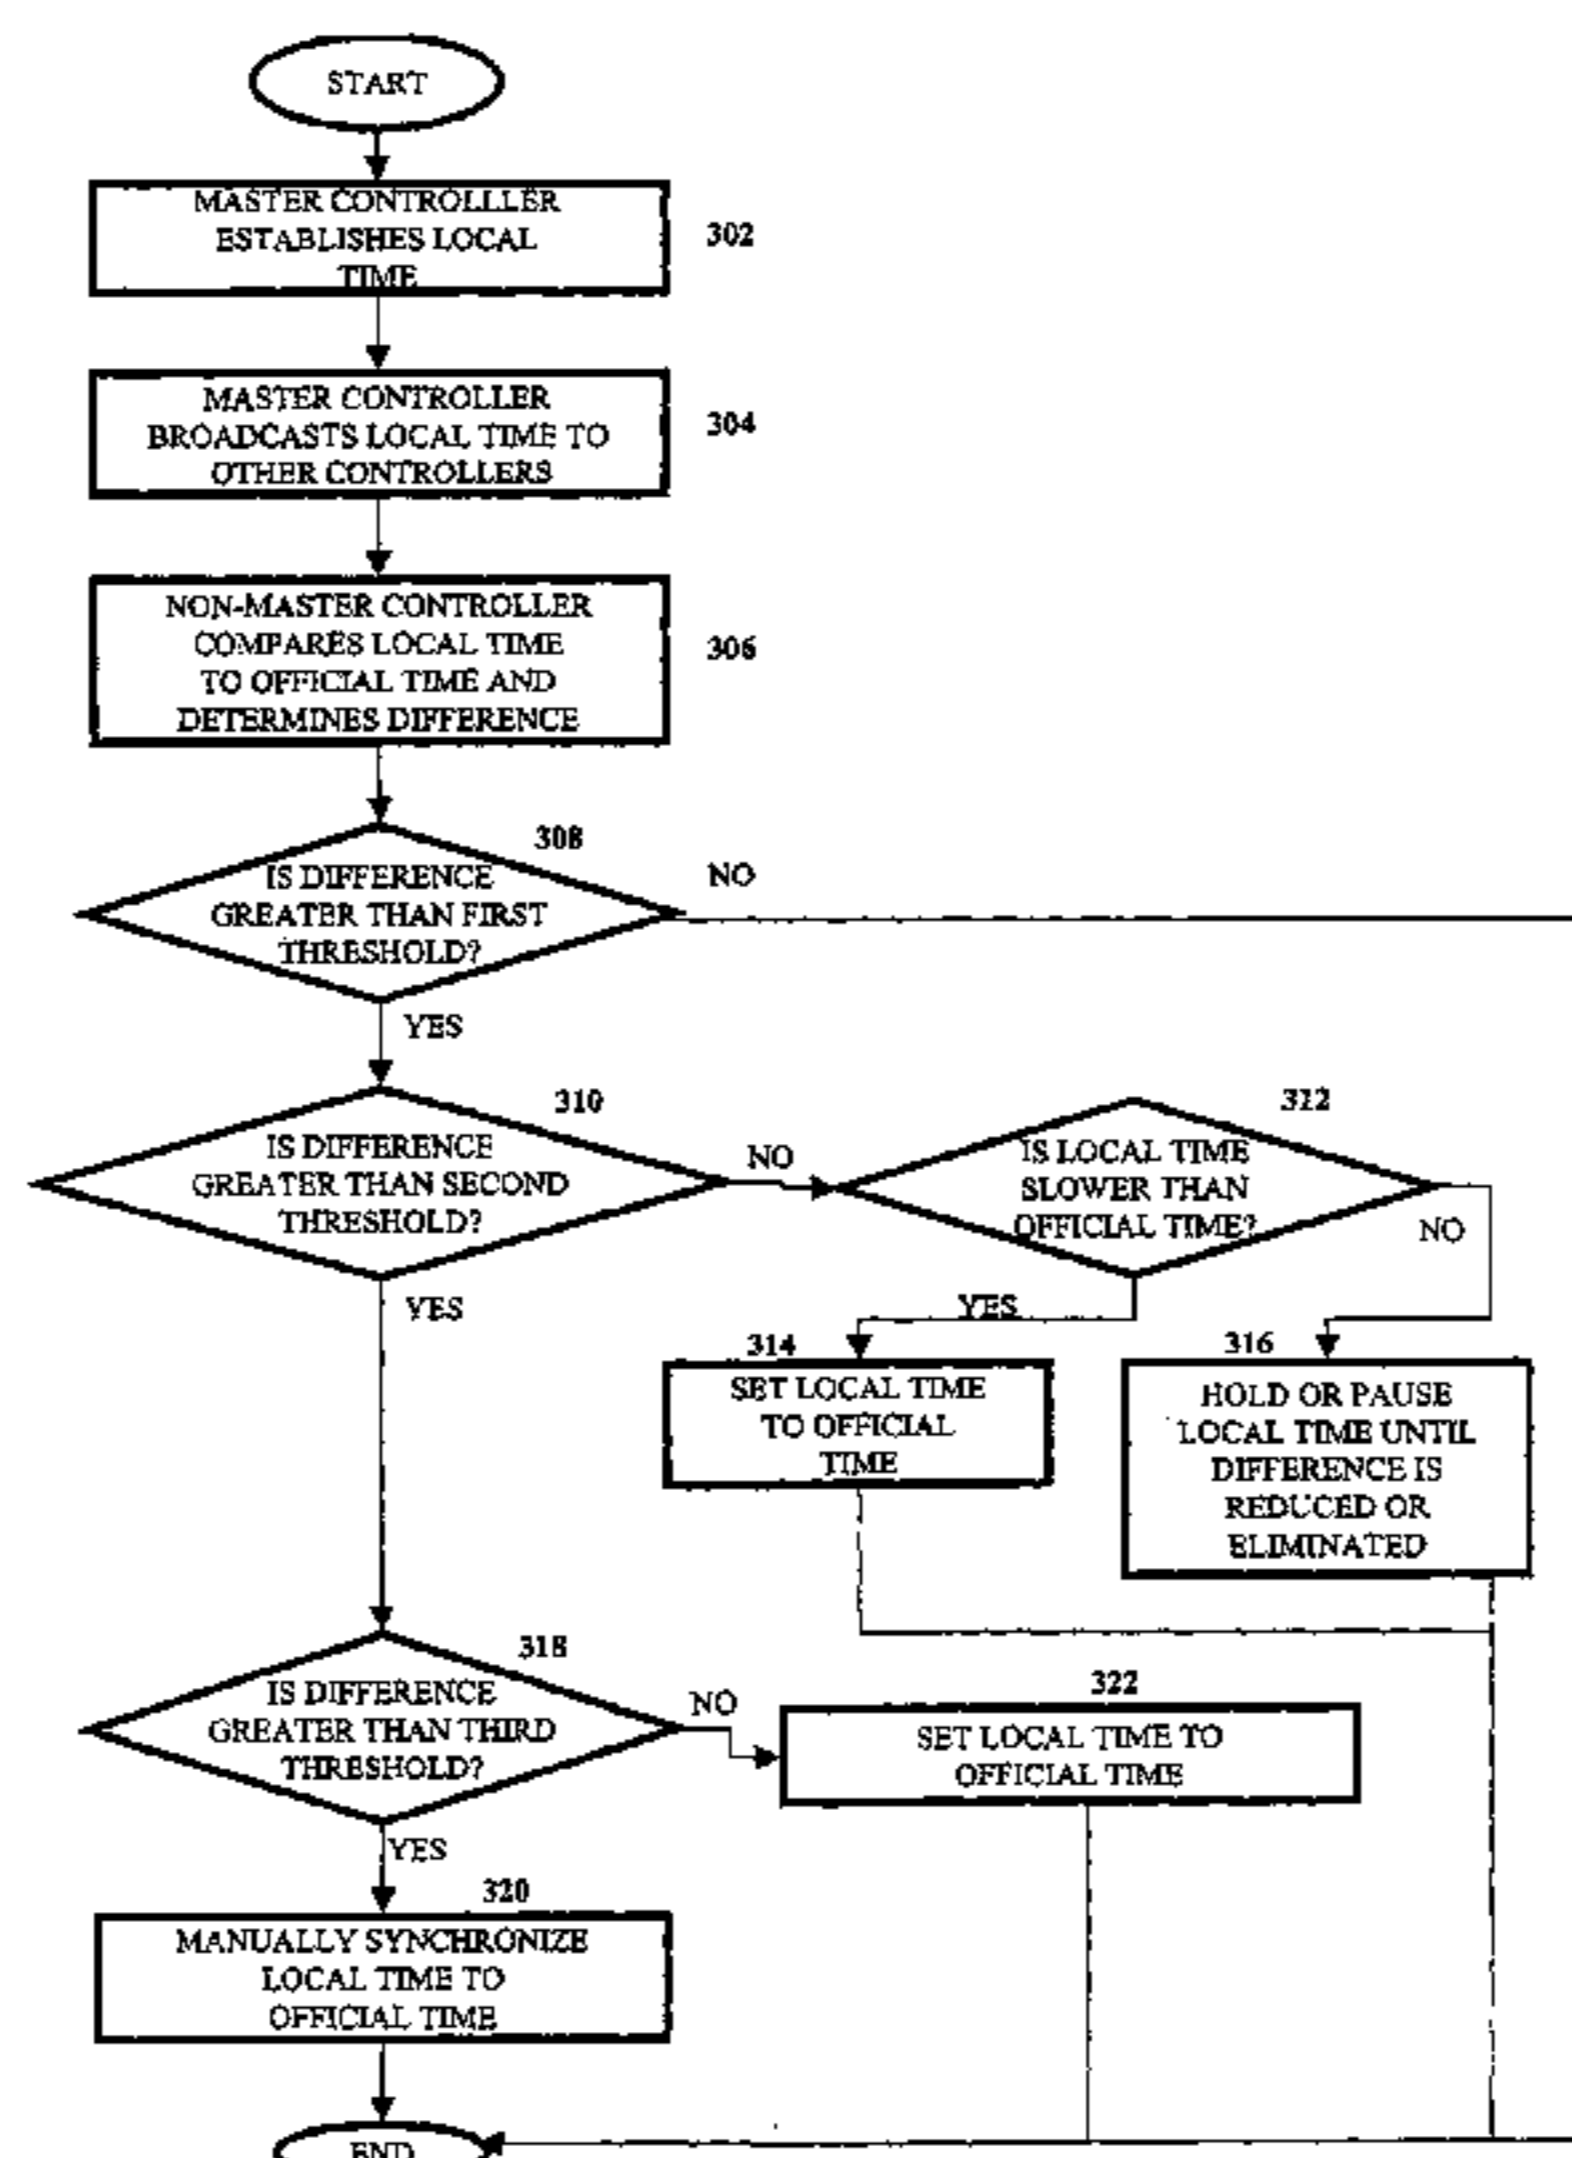 START
MASTER CONTROLLLER
ESTABLISHES LOCAL
TIME
302
MASTER CONTROLLER
BROADCASTS LOCAL TIME TO
OTHER CONTROLLERS
304
NON-MASTER CONTROLLER
COMPARES LOCAL TIME
TO OFFICIAL TIME AND
DETERMINES DIFFERENCE
306
308
IS DIFFERENCE
GREATER THAN FIRST
THRESHOLD?
NO
YES
310
IS DIFFERENCE
GREATER THAN SECOND
THRESHOLD?
NO
312
IS LOCAL TIME
SLOWER THAN
OFFICIAL TIME?
NO
YES
YES
314
SET LOCAL TIME
TO OFFICIAL
TIME
316
HOLD OR PAUSE
LOCAL TIME UNTIL
DIFFERENCE IS
REDUCED OR
ELIMINATED
318
IS DIFFERENCE
GREATER THAN THIRD
THRESHOLD?
NO
322
SET LOCAL TIME TO
OFFICIAL TIME
YES
320
MANUALLY SYNCHRONIZE
LOCAL TIME TO
OFFICIAL TIME
END